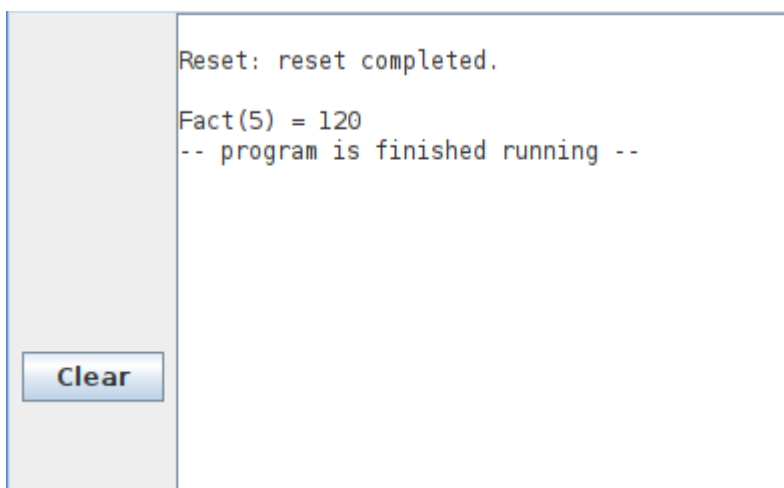 Reset: reset completed.
Fact(5) = 120
-- program is finished running --
Clear